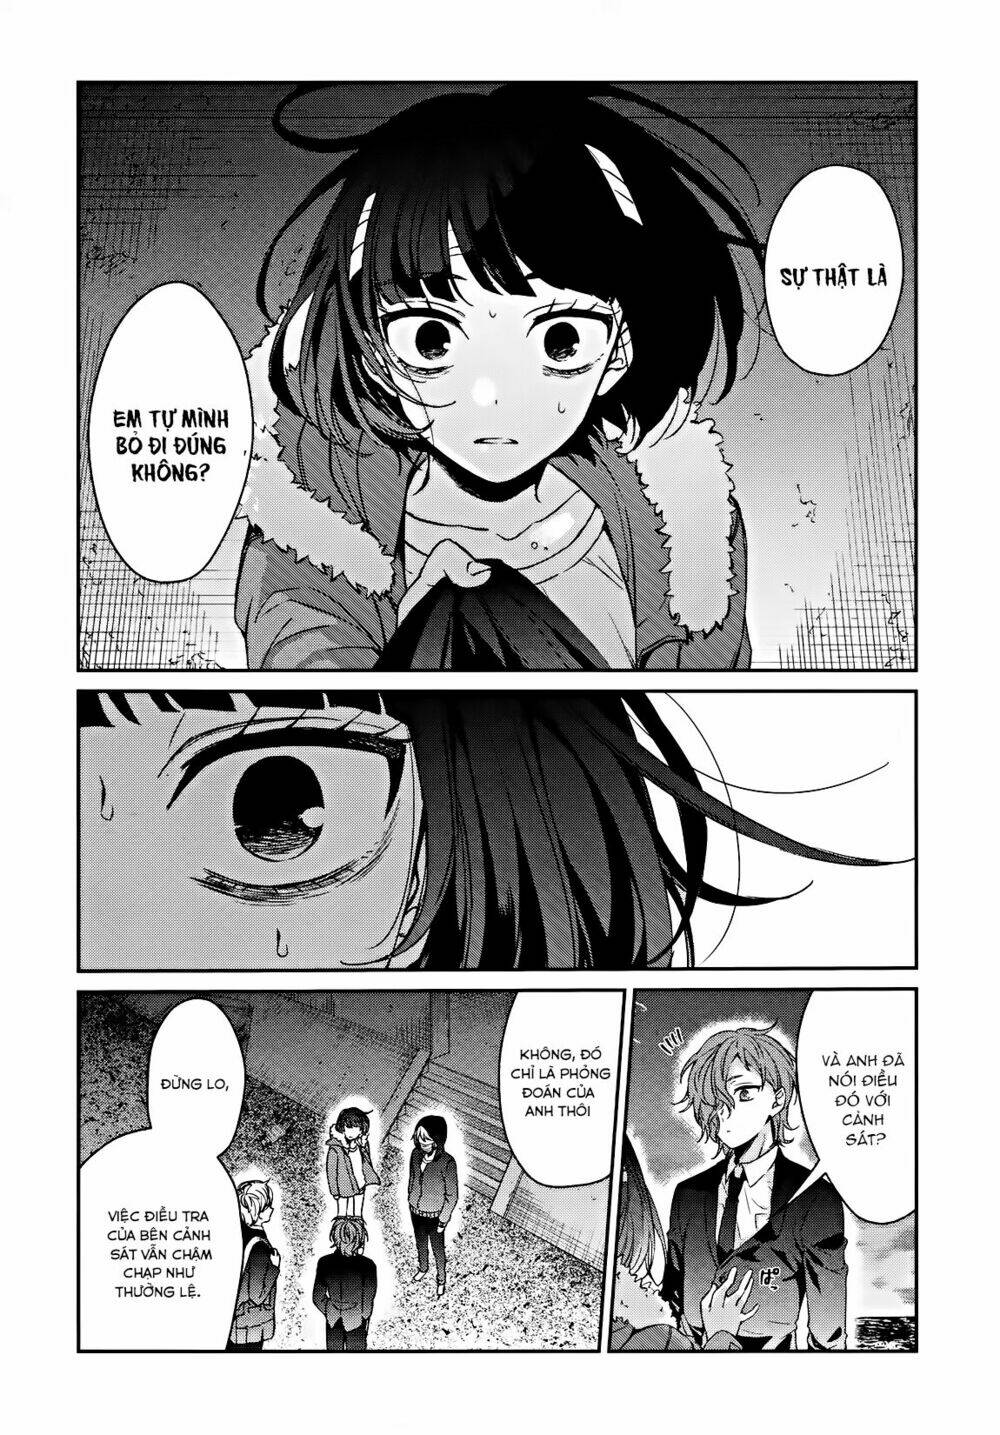 SỰ THẬT LÀ
EM TỰ MÌNH
BỎ ĐI ĐÚNG
KHÔNG?
VÀ ANH ĐÃ
NÓI ĐIỀU
ĐÓ VỚI
CẢNH
SÁT?
ぱっ
KHÔNG, ĐÓ
CHỈ LÀ PHỎNG
ĐOÁN CỦA
ANH THÔI
ĐỪNG LO,
VIỆC ĐIỀU TRA
CỦA BÊN CẢNH
SÁT VẪN CHẬM
CHẠP NHƯ
THƯỜNG LỆ.